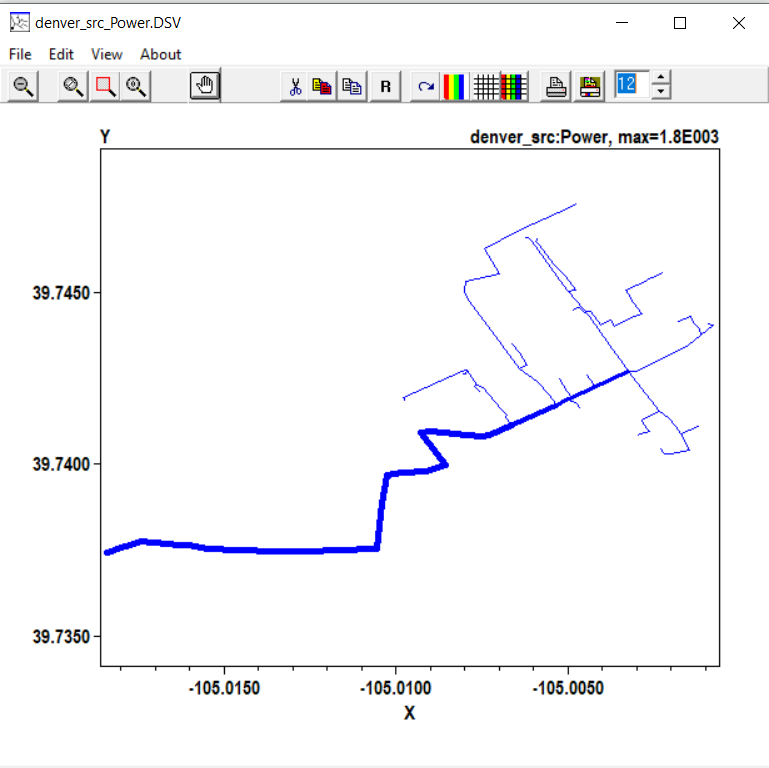 denver_src_Power.DSV
File Edit View About
R 12
Y denver_src:Power, max=1.8E003
39.7450
39.7400
39.7350
-105.0150 -105.0100 -105.0050
X